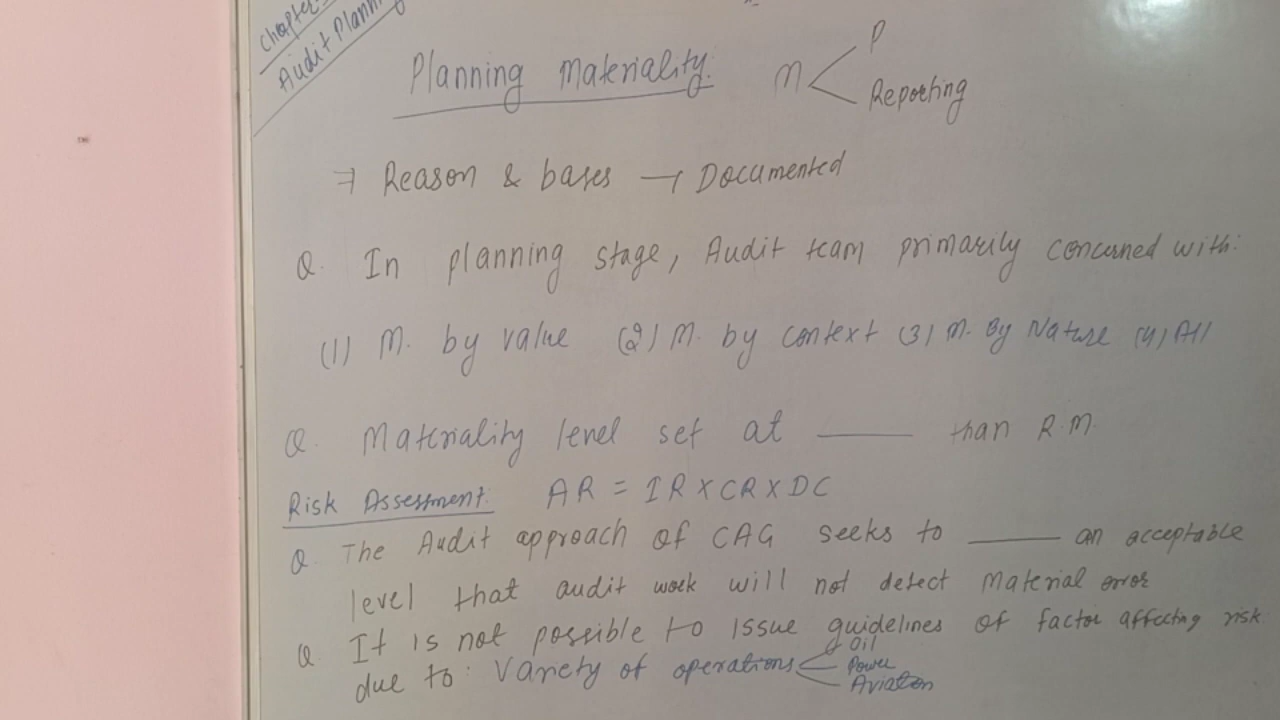 Chapter-
Audit Planni
Planning Materiality. M < P
Reporting
⇒ Reason & bases → Documented
Q. In planning stage, Audit team primarily concerned with:
(1) M. by value (2) M. by context (3) M. By Nature (4) All
Q. Materiality level set at ——— than R.M.
Risk Assessment: AR = IR X CR X DC
Q. The Audit approach of CAG seeks to ——— an acceptable
level that audit work will not detect Material error
Q It is not possible to issue guidelines of factor affecting risk
due to: Variety of operations < Oil
Power
Aviation